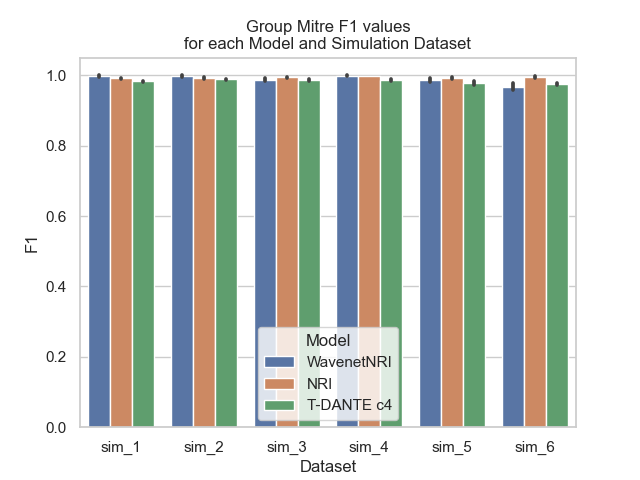 Group Mitre F1 values
for each Model and Simulation Dataset
F1
1.0
0.8
0.6
0.4
0.2
0.0
Model
WavenetNRI
NRI
T-DANTE c4
sim_1
sim_2
sim_3
sim_4
sim_5
sim_6
Dataset